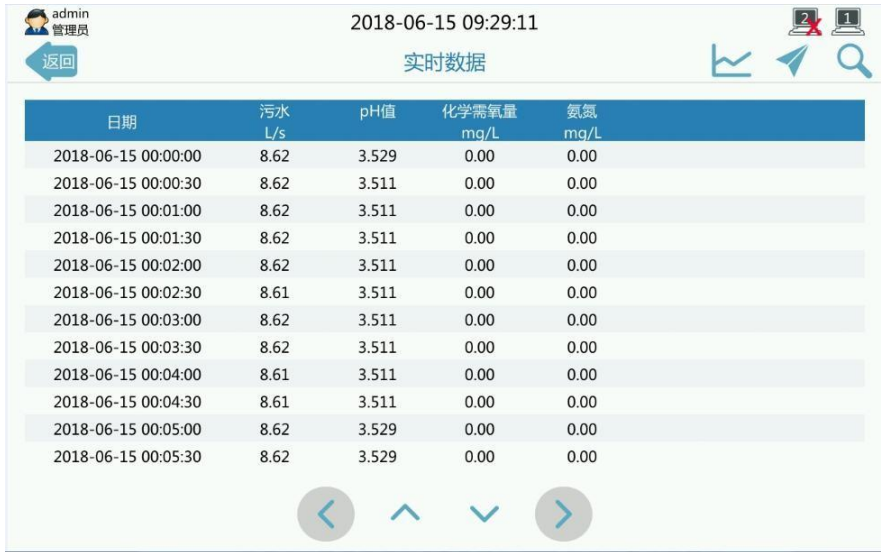 admin
管理员
2018-06-15 09:29:11
2
1
返回
实时数据
日期 污水 pH值 化学需氧量 氨氮
L/s mg/L mg/L
2018-06-15 00:00:00 8.62 3.529 0.00 0.00
2018-06-15 00:00:30 8.62 3.511 0.00 0.00
2018-06-15 00:01:00 8.62 3.511 0.00 0.00
2018-06-15 00:01:30 8.62 3.511 0.00 0.00
2018-06-15 00:02:00 8.62 3.511 0.00 0.00
2018-06-15 00:02:30 8.61 3.511 0.00 0.00
2018-06-15 00:03:00 8.62 3.511 0.00 0.00
2018-06-15 00:03:30 8.62 3.511 0.00 0.00
2018-06-15 00:04:00 8.61 3.511 0.00 0.00
2018-06-15 00:04:30 8.61 3.511 0.00 0.00
2018-06-15 00:05:00 8.62 3.529 0.00 0.00
2018-06-15 00:05:30 8.62 3.529 0.00 0.00